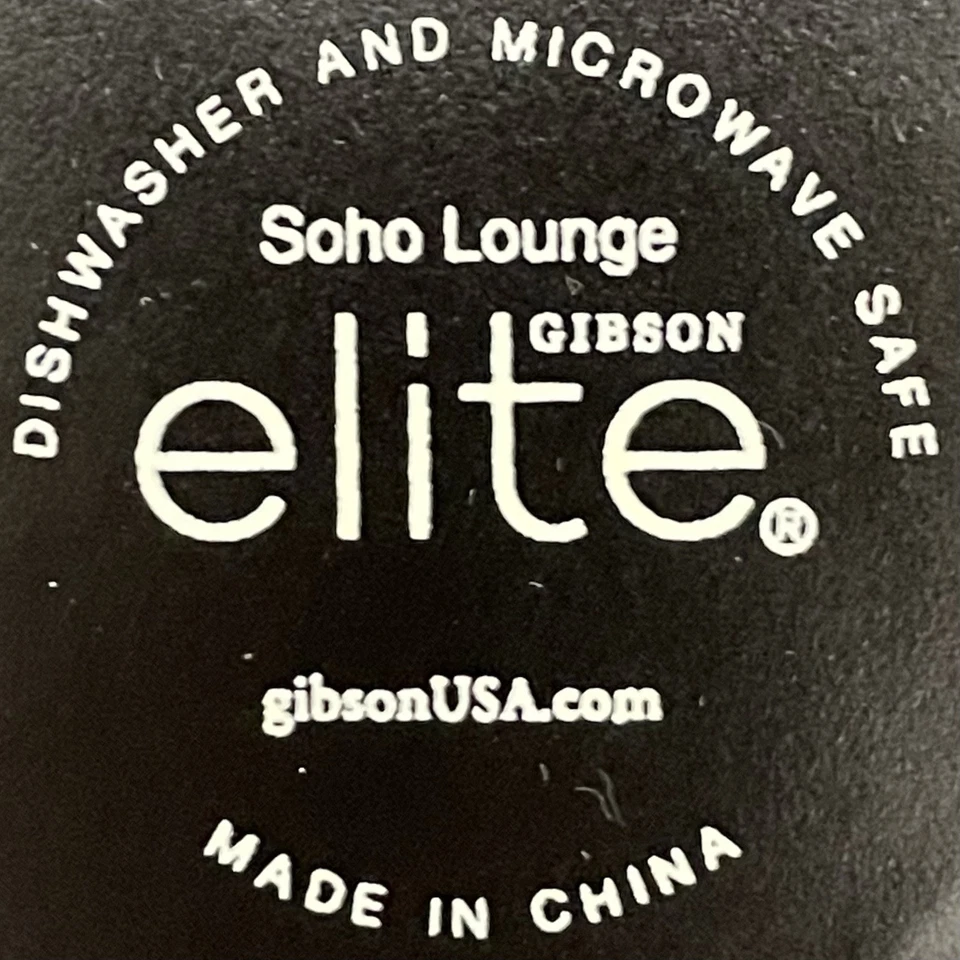 DISHWASHER AND MICROWAVE SAFE
Soho Lounge
GIBSON
elite®
gibsonUSA.com
MADE IN CHINA